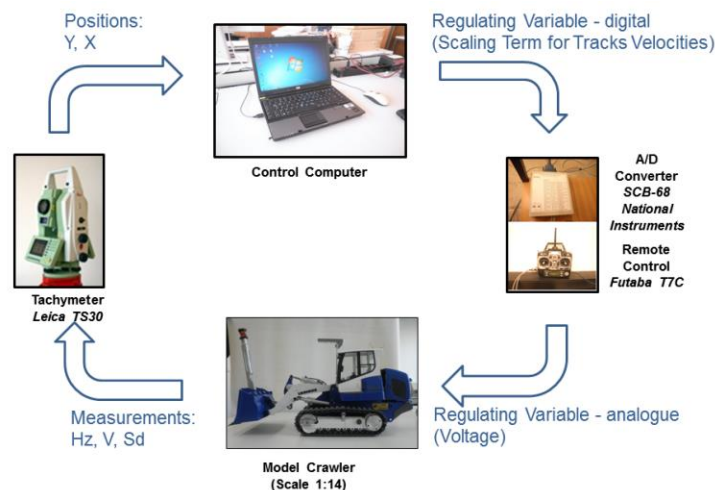 Positions:
Y, X
Regulating Variable - digital
(Scaling Term for Tracks Velocities)
Control Computer
A/D
Converter
SCB-68
National
Instruments
Remote
Control
Futaba T7C
Tachymeter
Leica TS30
Measurements:
Hz, V, Sd
Regulating Variable - analogue
(Voltage)
Model Crawler
(Scale 1:14)